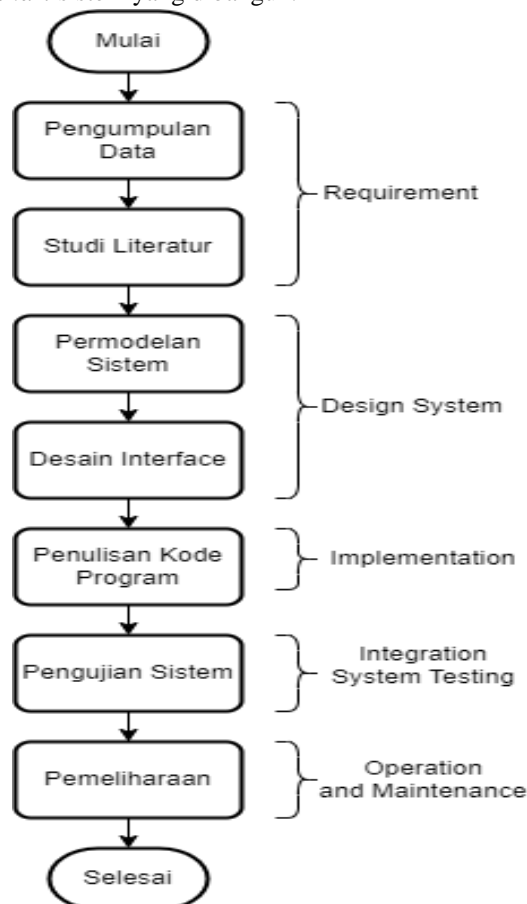 Mulai
Pengumpulan
Data
Requirement
Studi Literatur
Permodelan
Sistem
Design System
Desain Interface
Penulisan Kode
Program
Implementation
Pengujian Sistem
Integration
System Testing
Pemeliharaan
Operation
and Maintenance
Selesai